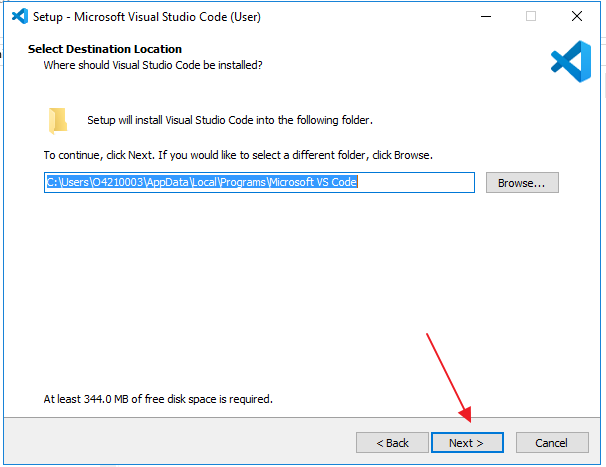 Setup - Microsoft Visual Studio Code (User)
Select Destination Location
Where should Visual Studio Code be installed?
Setup will install Visual Studio Code into the following folder.
To continue, click Next. If you would like to select a different folder, click Browse.
C:\Users\O4210003\AppData\Local\Programs\Microsoft VS Code
Browse...
At least 344.0 MB of free disk space is required.
< Back
Next >
Cancel